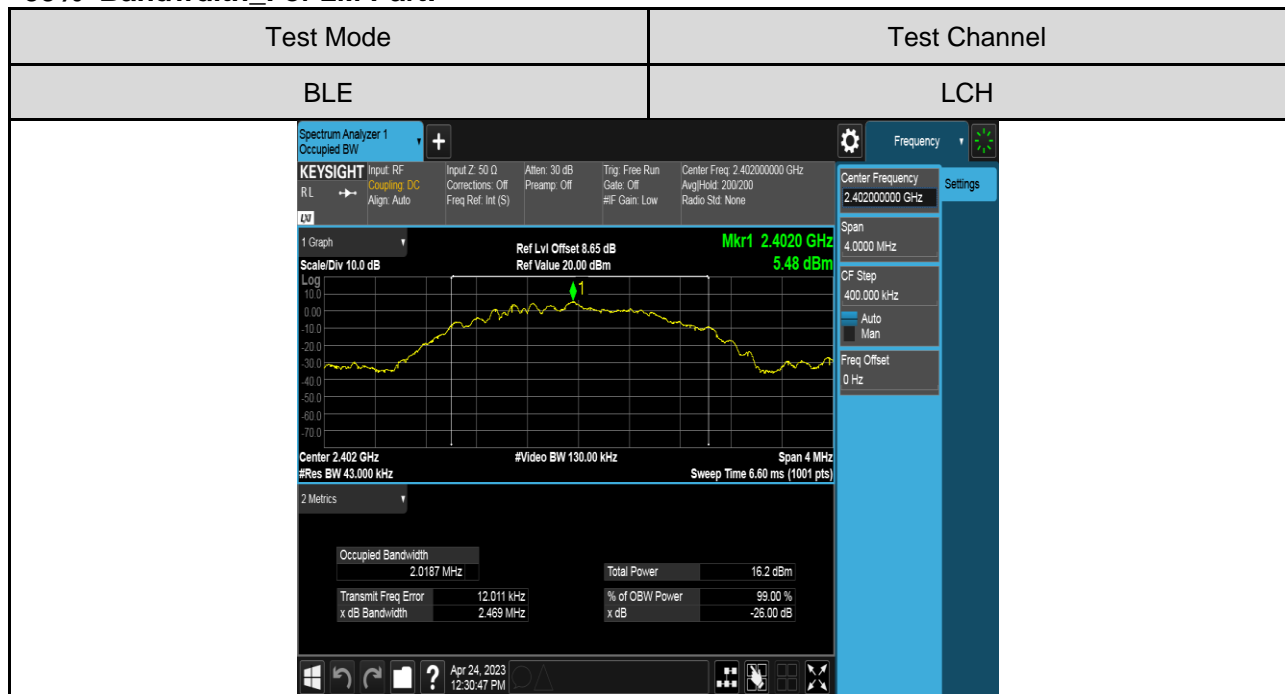 Test Mode Test Channel
BLE LCH
Spectrum Analyzer 1
Occupied BW
+
Frequency
KEYSIGHT
RL
LXI
Input: RF
Coupling: DC
Align: Auto
Input Z: 50 Ω
Corrections: Off
Freq Ref: Int (S)
Atten: 30 dB
Preamp: Off
Trig: Free Run
Gate: Off
#IF Gain: Low
Center Freq: 2.402000000 GHz
Avg|Hold: 200/200
Radio Std: None
Center Frequency
2.402000000 GHz
Settings
Span
4.0000 MHz
CF Step
400.000 kHz
Auto
Man
Freq Offset
0 Hz
1 Graph
Scale/Div 10.0 dB
Ref Lvl Offset 8.65 dB
Ref Value 20.00 dBm
Mkr1 2.4020 GHz
5.48 dBm
Log
10.0
0.00
-10.0
-20.0
-30.0
-40.0
-50.0
-60.0
-70.0
1
Center 2.402 GHz
#Res BW 43.000 kHz
#Video BW 130.00 kHz
Span 4 MHz
Sweep Time 6.60 ms (1001 pts)
2 Metrics
Occupied Bandwidth
2.0187 MHz
Total Power 16.2 dBm
Transmit Freq Error 12.011 kHz
% of OBW Power 99.00 %
x dB Bandwidth 2.469 MHz
x dB -26.00 dB
?
Apr 24, 2023
12:30:47 PM